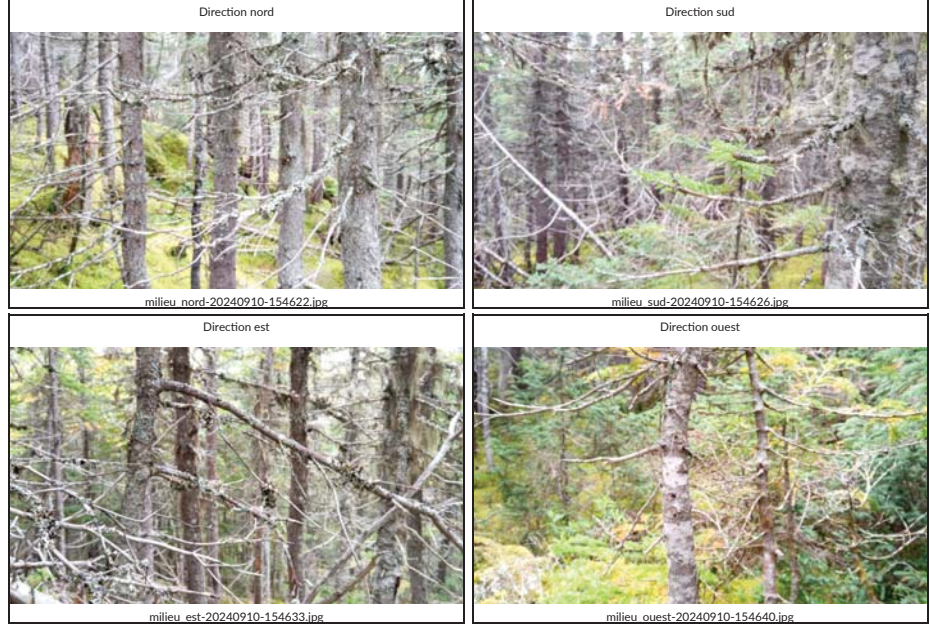 Direction nord
Direction sud
milieu_nord-20240910-154622.jpg
milieu_sud-20240910-154626.jpg
Direction est
Direction ouest
milieu_est-20240910-154633.jpg
milieu_ouest-20240910-154640.jpg